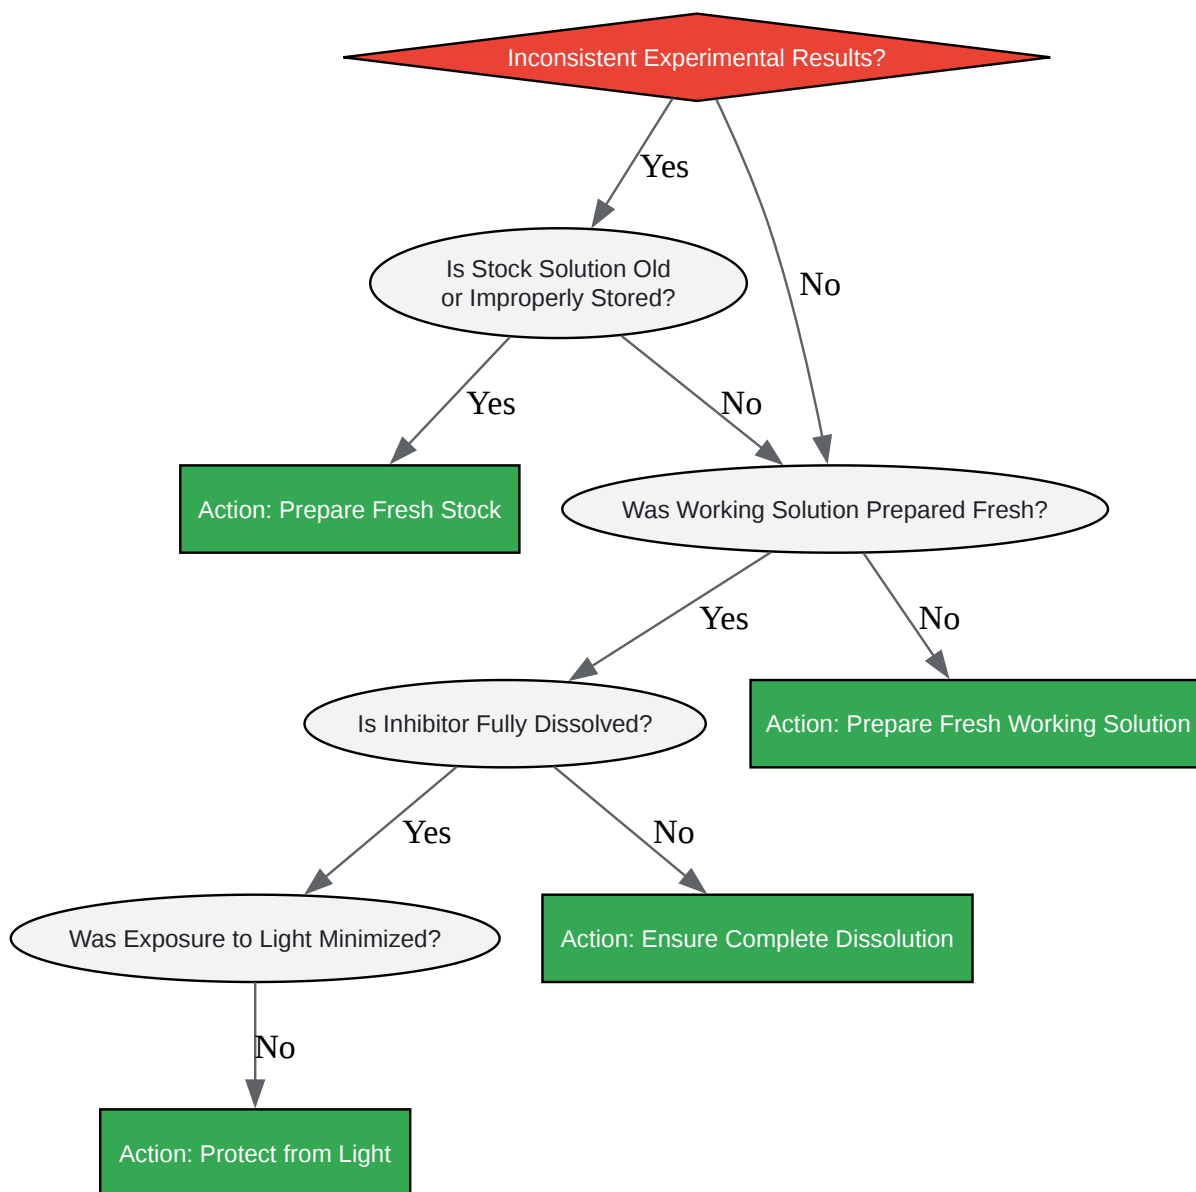 Inconsistent Experimental Results?
Yes
Is Stock Solution Old
or Improperly Stored?
No
Yes
No
Action: Prepare Fresh Stock
Was Working Solution Prepared Fresh?
Yes
No
Is Inhibitor Fully Dissolved?
Action: Prepare Fresh Working Solution
Yes
No
Was Exposure to Light Minimized?
Action: Ensure Complete Dissolution
No
Action: Protect from Light